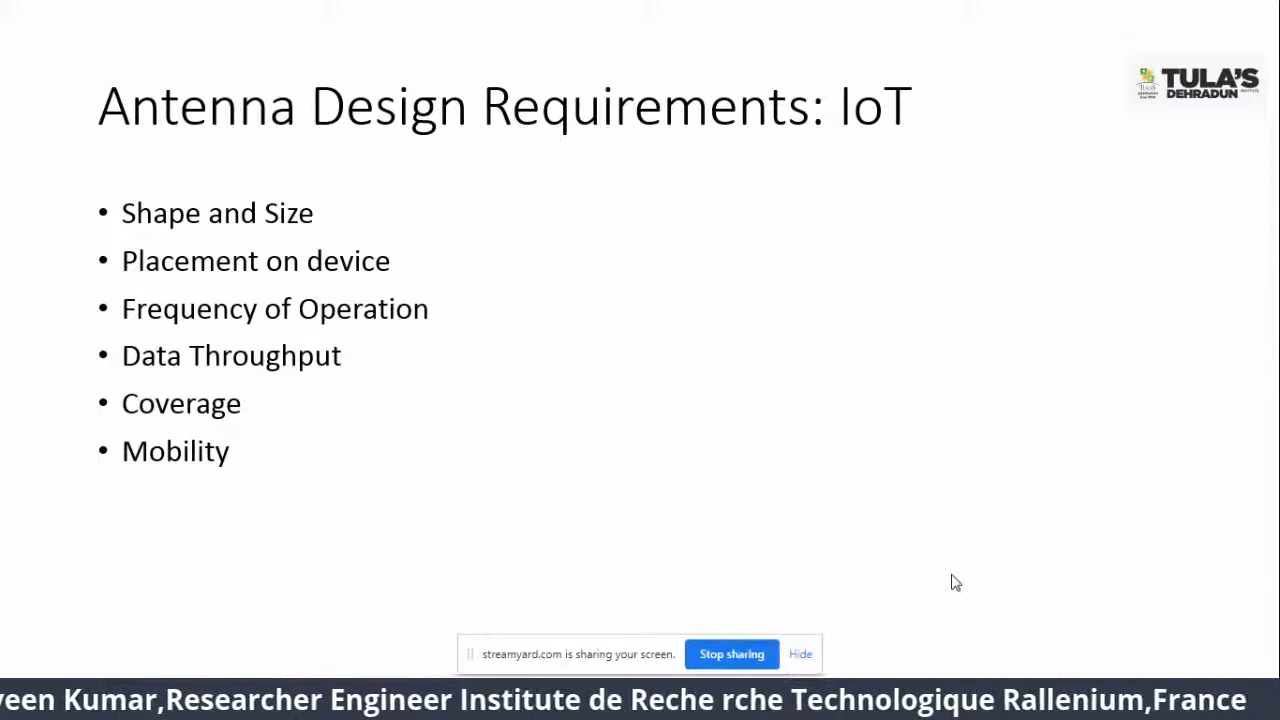 Antenna Design Requirements: IoT
TULA'S
DEHRADUN
• Shape and Size
• Placement on device
• Frequency of Operation
• Data Throughput
• Coverage
• Mobility
streamyard.com is sharing your screen. Stop sharing Hide
Kumar,Researcher Engineer Institute de Reche rche Technologique Rallenium,France